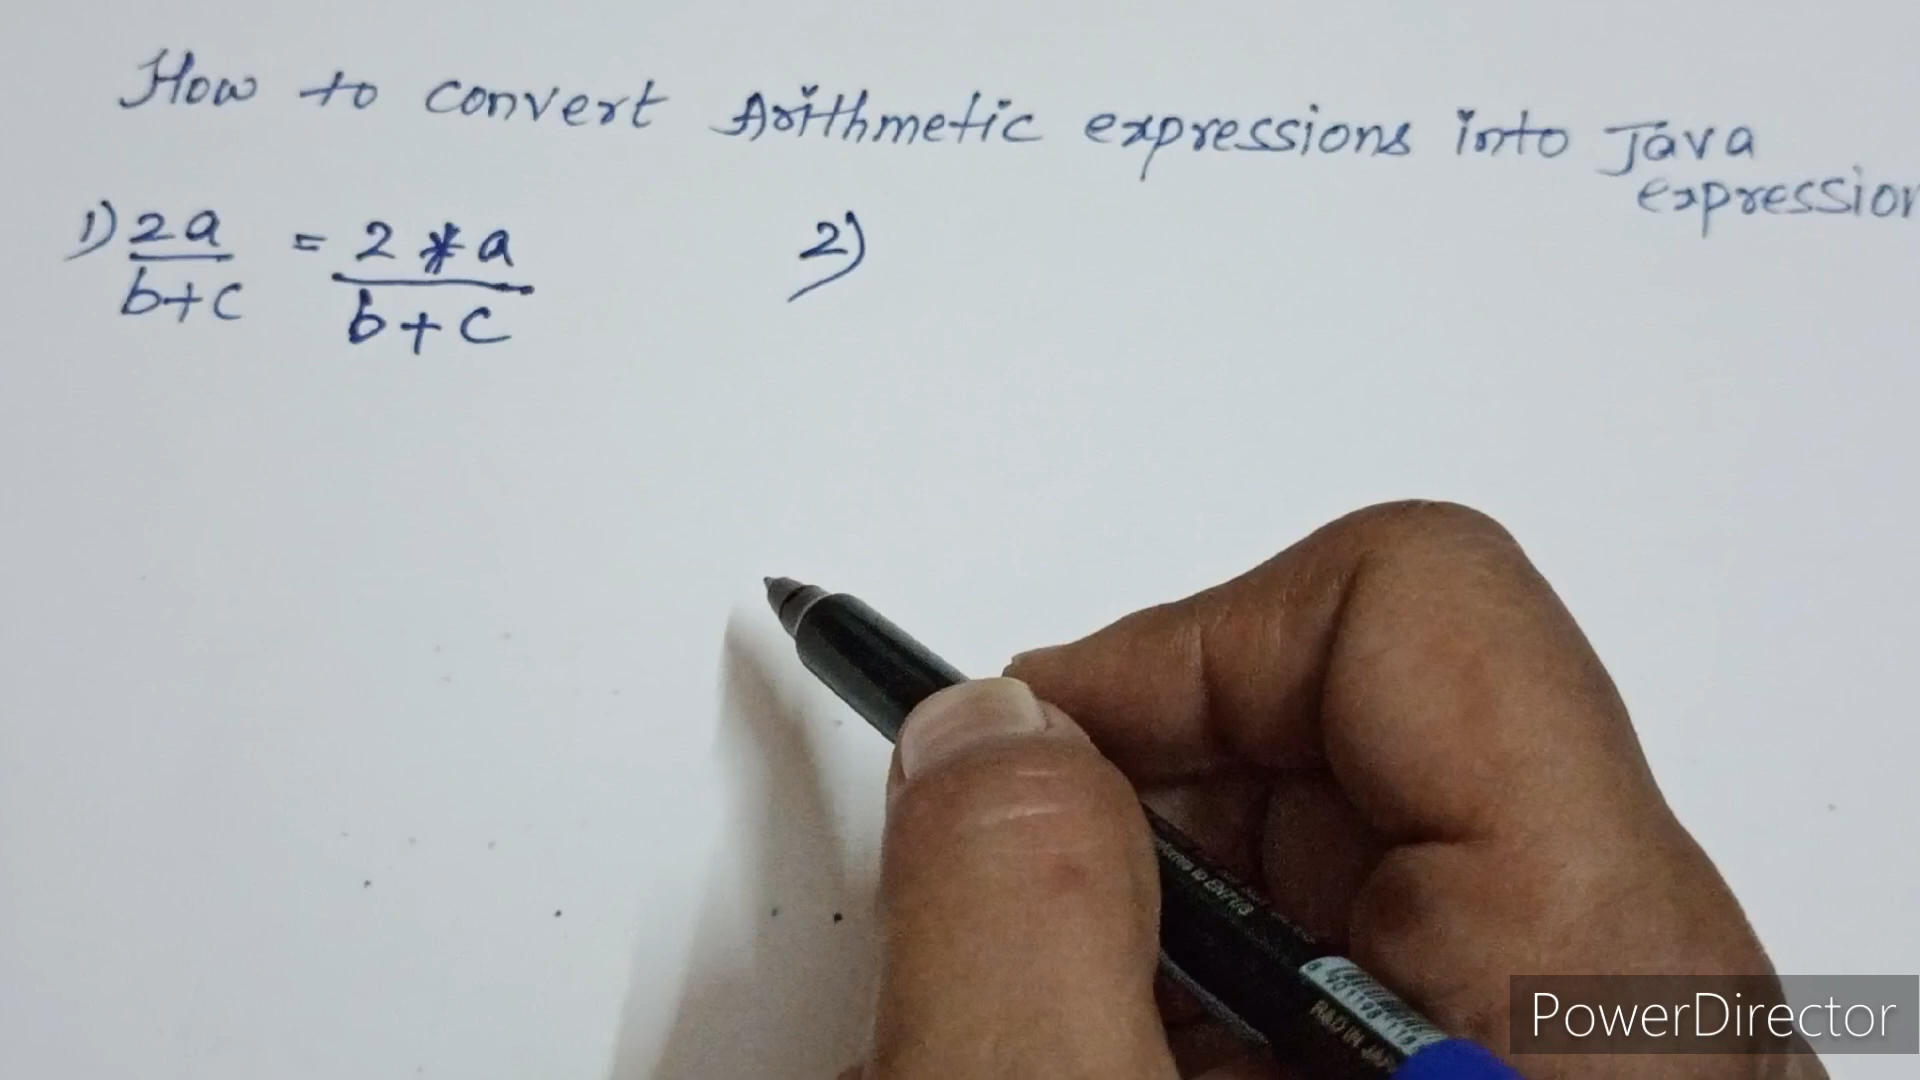 How to convert Arithmetic expressions into Java
expression
1) 2a = 2 * a 2)
b+c b+c
PowerDirector